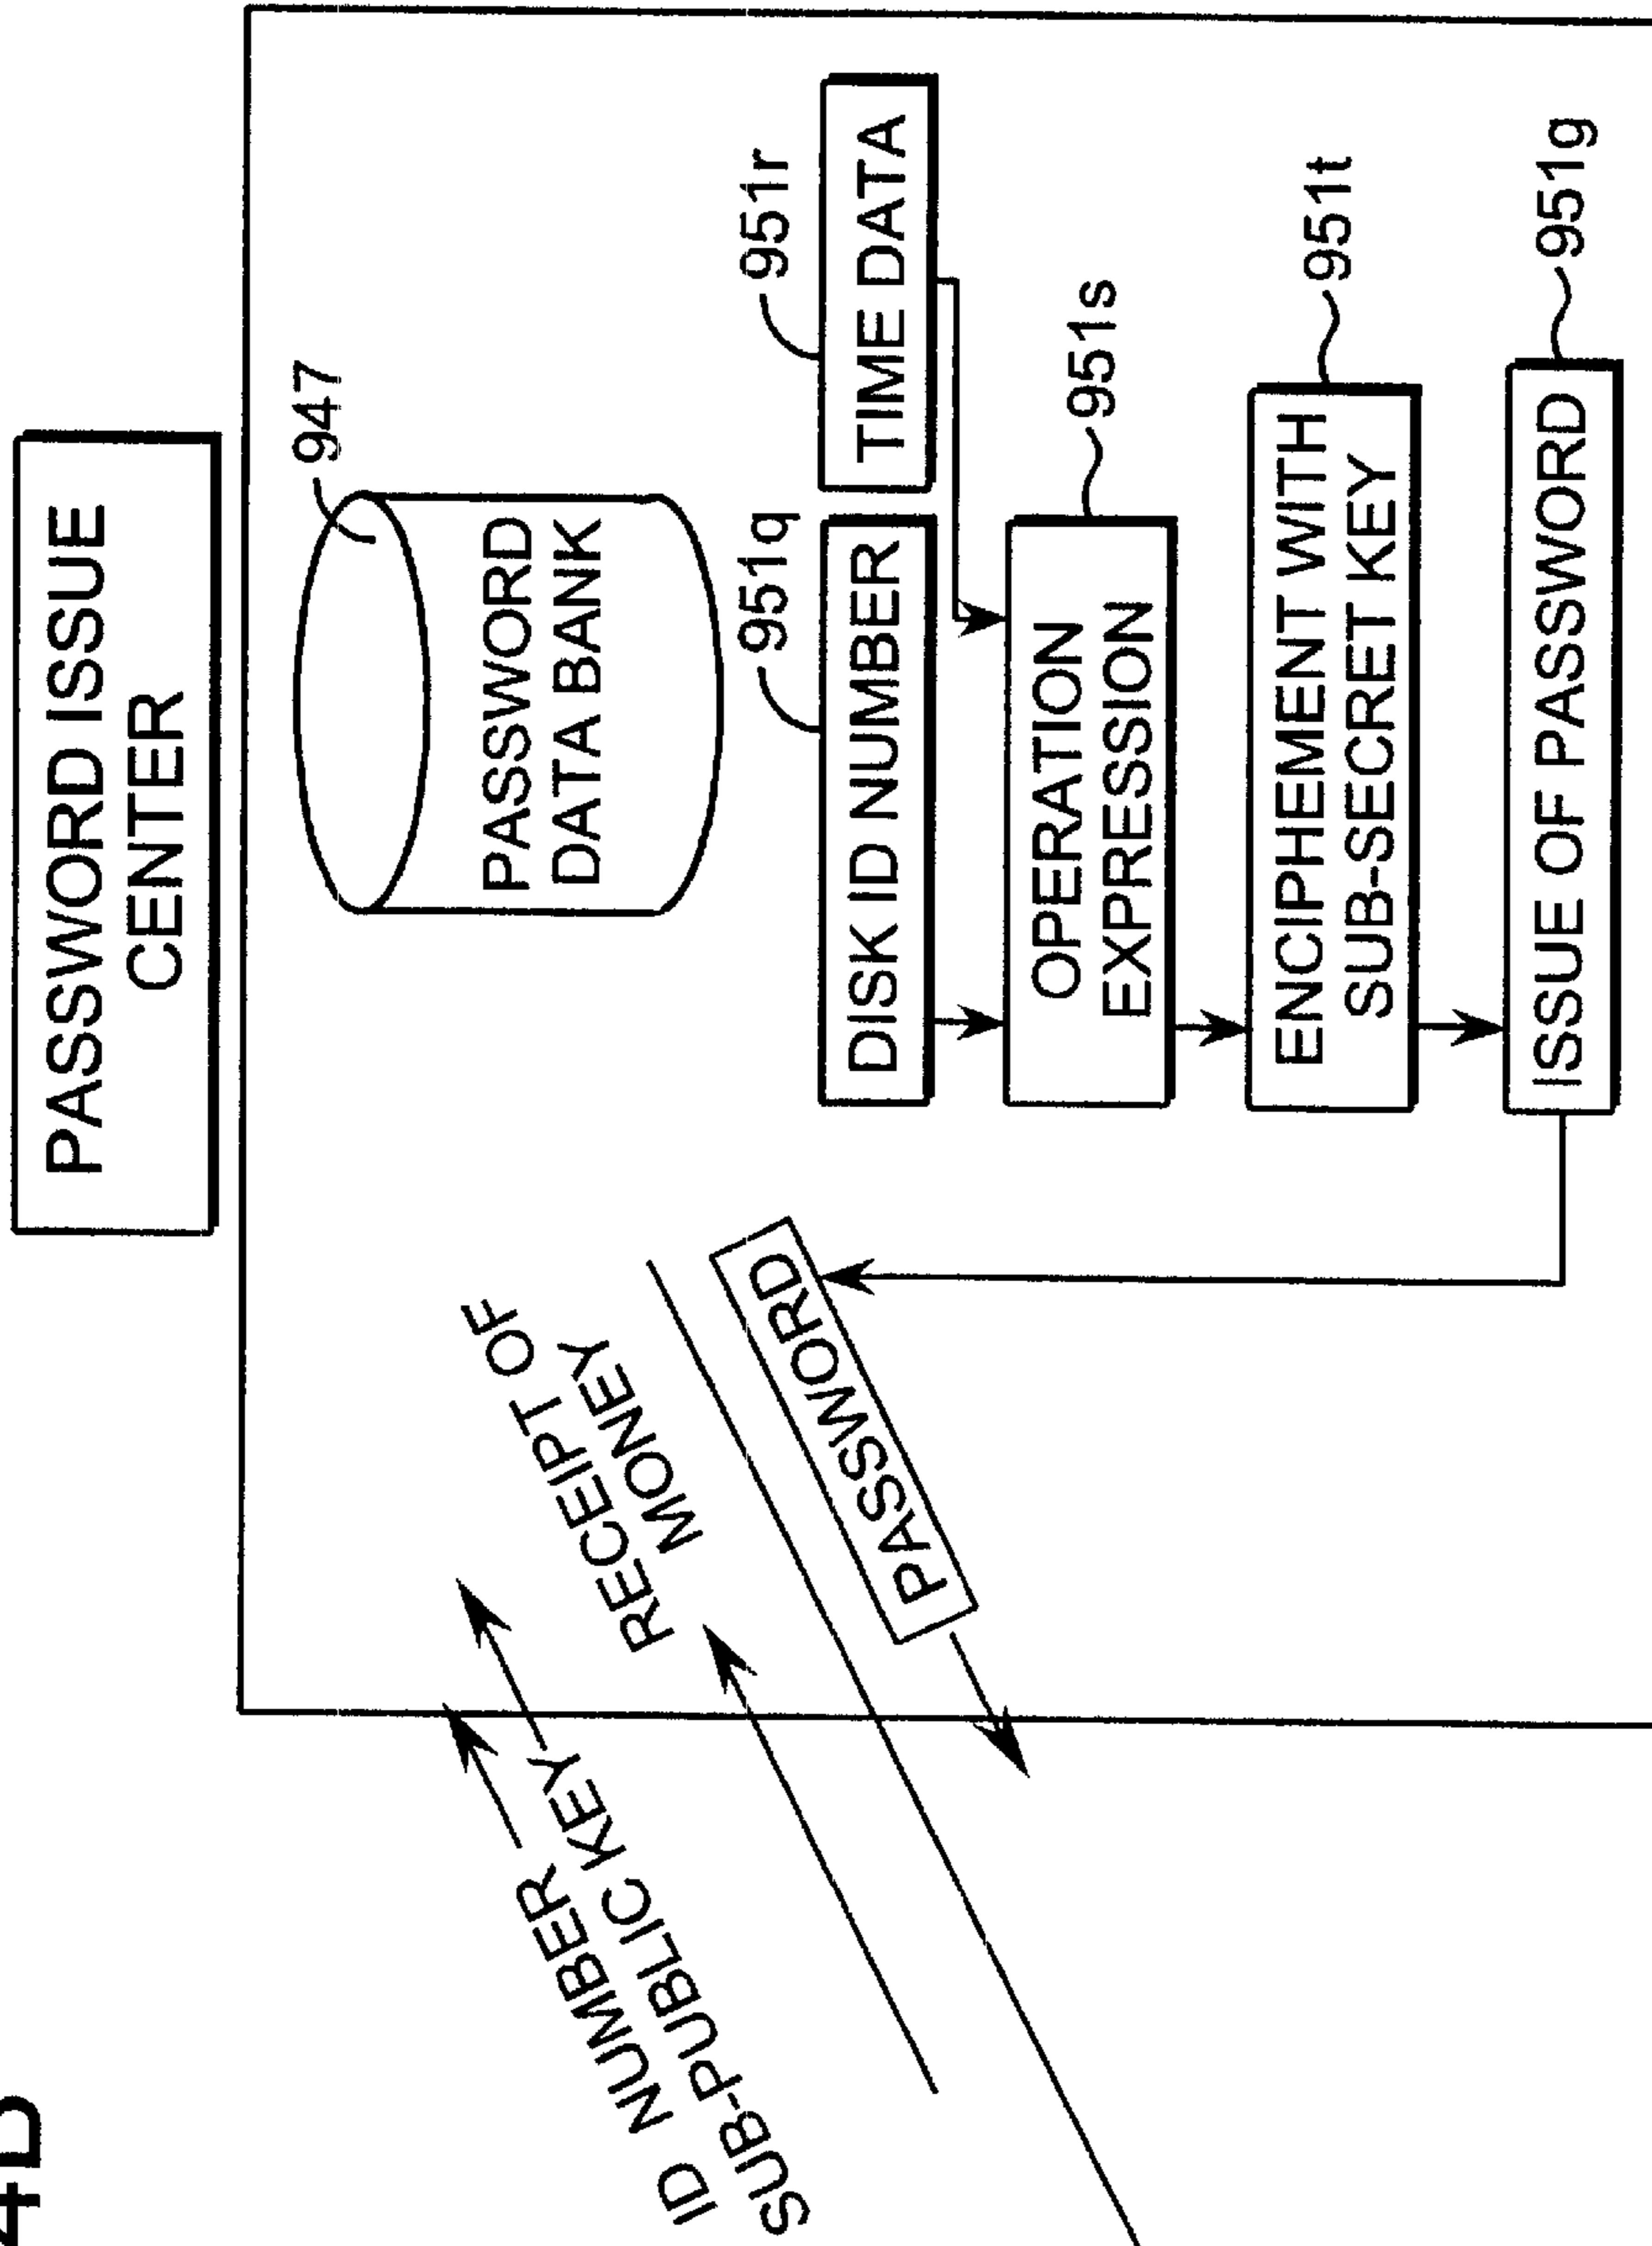 PASSWORD ISSUE
CENTER
947
PASSWORD
DATA BANK
951q
951r
DISK ID NUMBER
TIME DATA
951s
OPERATION
EXPRESSION
951t
ENCIPHEMENT WITH
SUB-SECRET KEY
951g
ISSUE OF PASSWORD
RECEIPT OF
MONEY
PASSWORD
ID NUMBER
SUB-PUBLIC KEY